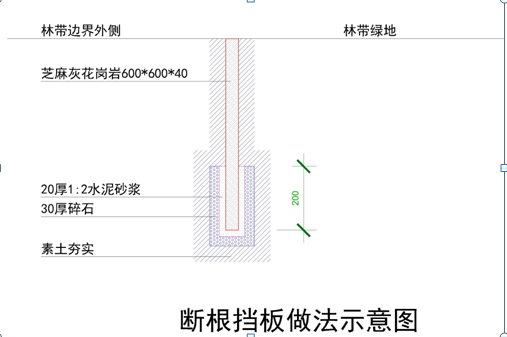 林带边界外侧
林带绿地
芝麻灰花岗岩600*600*40
20厚1:2水泥砂浆
30厚碎石
200
素土夯实
断根挡板做法示意图